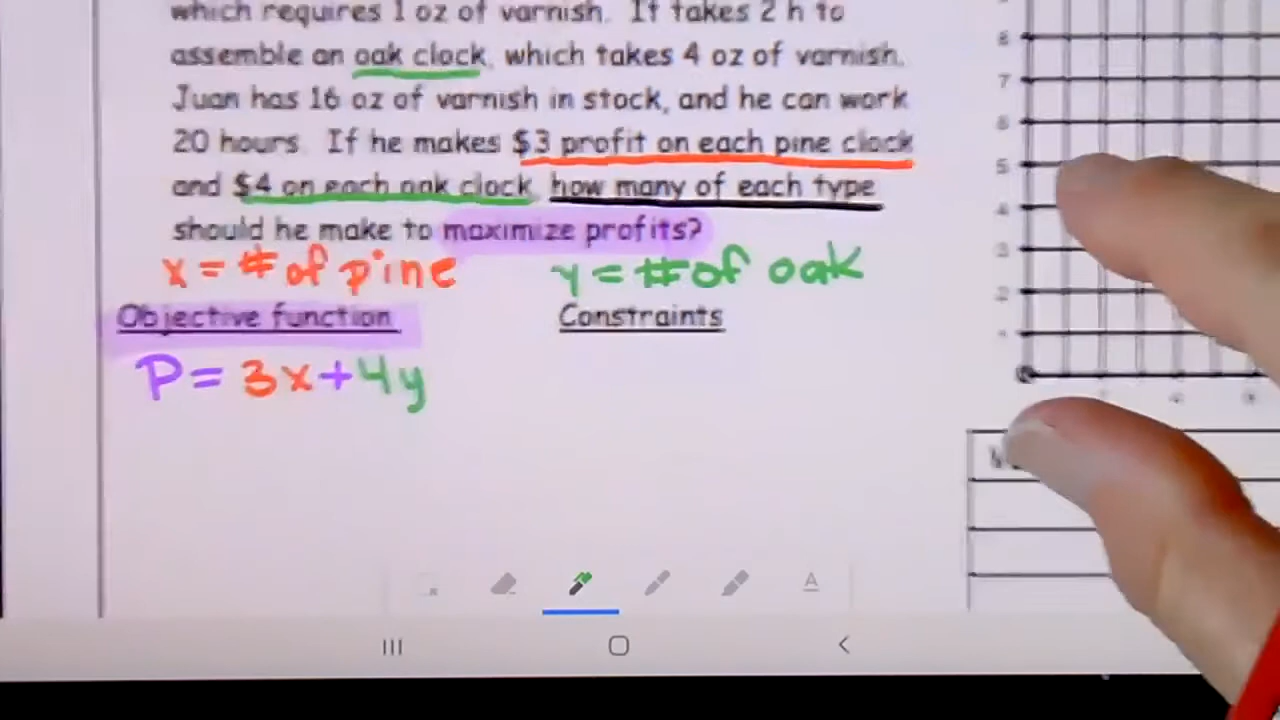 which requires 1 oz of varnish. It takes 2 h to
assemble an oak clock, which takes 4 oz of varnish.
Juan has 16 oz of varnish in stock, and he can work
20 hours. If he makes $3 profit on each pine clock
and $4 on each oak clock, how many of each type
should he make to maximize profits?
x = # of pine
y = # of oak
Objective function
Constraints
P = 3x + 4y
8
7
6
5
4
3
2
1
4
A